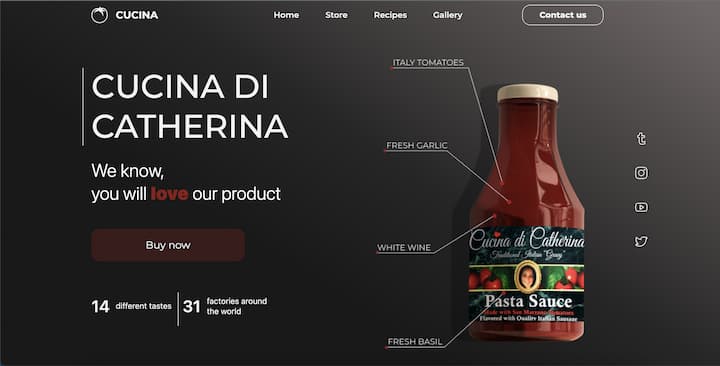 CUCINA
Home
Store
Recipes
Gallery
Contact us
CUCINA DI
CATHERINA
We know,
you will love our product
Buy now
14 different tastes
31 factories around
the world
ITALY TOMATOES
FRESH GARLIC
WHITE WINE
FRESH BASIL
Cucina di Catherina
Traditional Italian "Gravy"
Pasta Sauce
Made with San Marzano Tomatoes
Flavored with Quality Italian Sausage
t